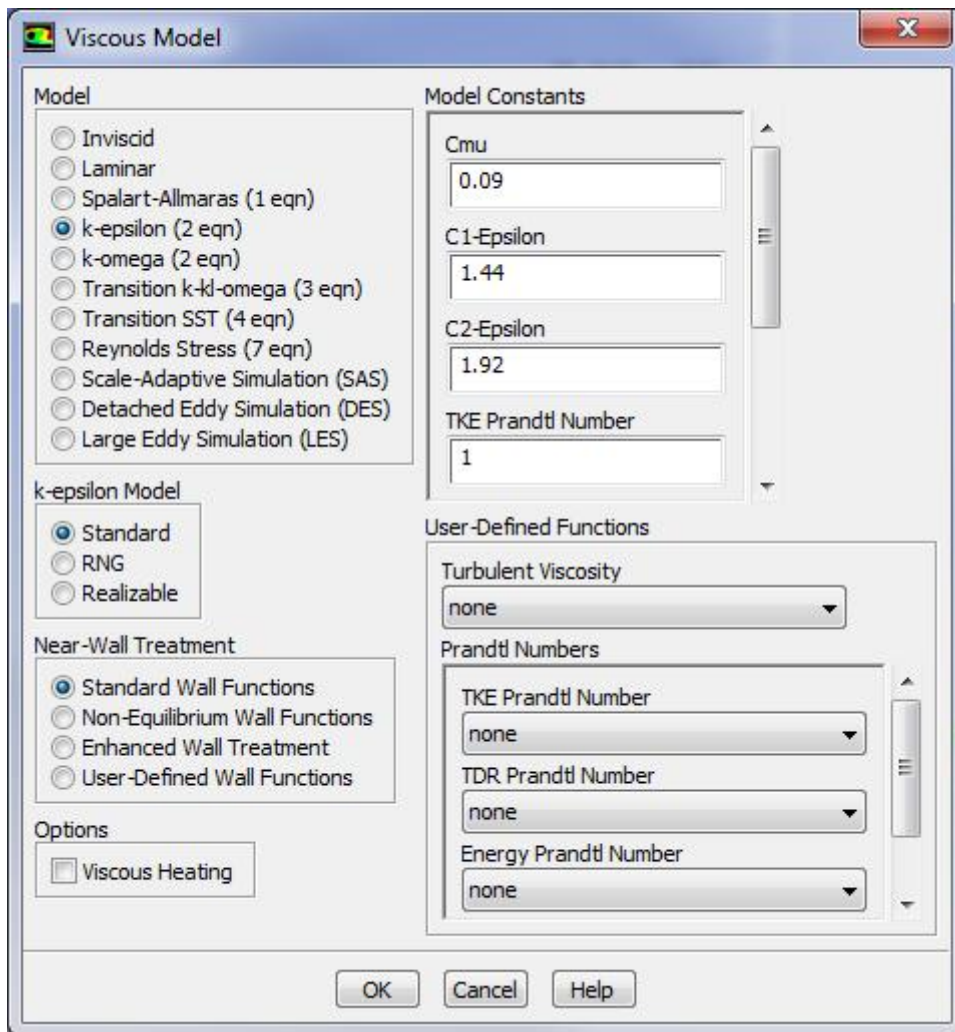 Viscous Model
Model
Inviscid
Laminar
Spalart-Allmaras (1 eqn)
k-epsilon (2 eqn)
k-omega (2 eqn)
Transition k-kl-omega (3 eqn)
Transition SST (4 eqn)
Reynolds Stress (7 eqn)
Scale-Adaptive Simulation (SAS)
Detached Eddy Simulation (DES)
Large Eddy Simulation (LES)
k-epsilon Model
Standard
RNG
Realizable
Near-Wall Treatment
Standard Wall Functions
Non-Equilibrium Wall Functions
Enhanced Wall Treatment
User-Defined Wall Functions
Options
Viscous Heating
Model Constants
Cmu
0.09
C1-Epsilon
1.44
C2-Epsilon
1.92
TKE Prandtl Number
1
User-Defined Functions
Turbulent Viscosity
none
Prandtl Numbers
TKE Prandtl Number
none
TDR Prandtl Number
none
Energy Prandtl Number
none
OK
Cancel
Help